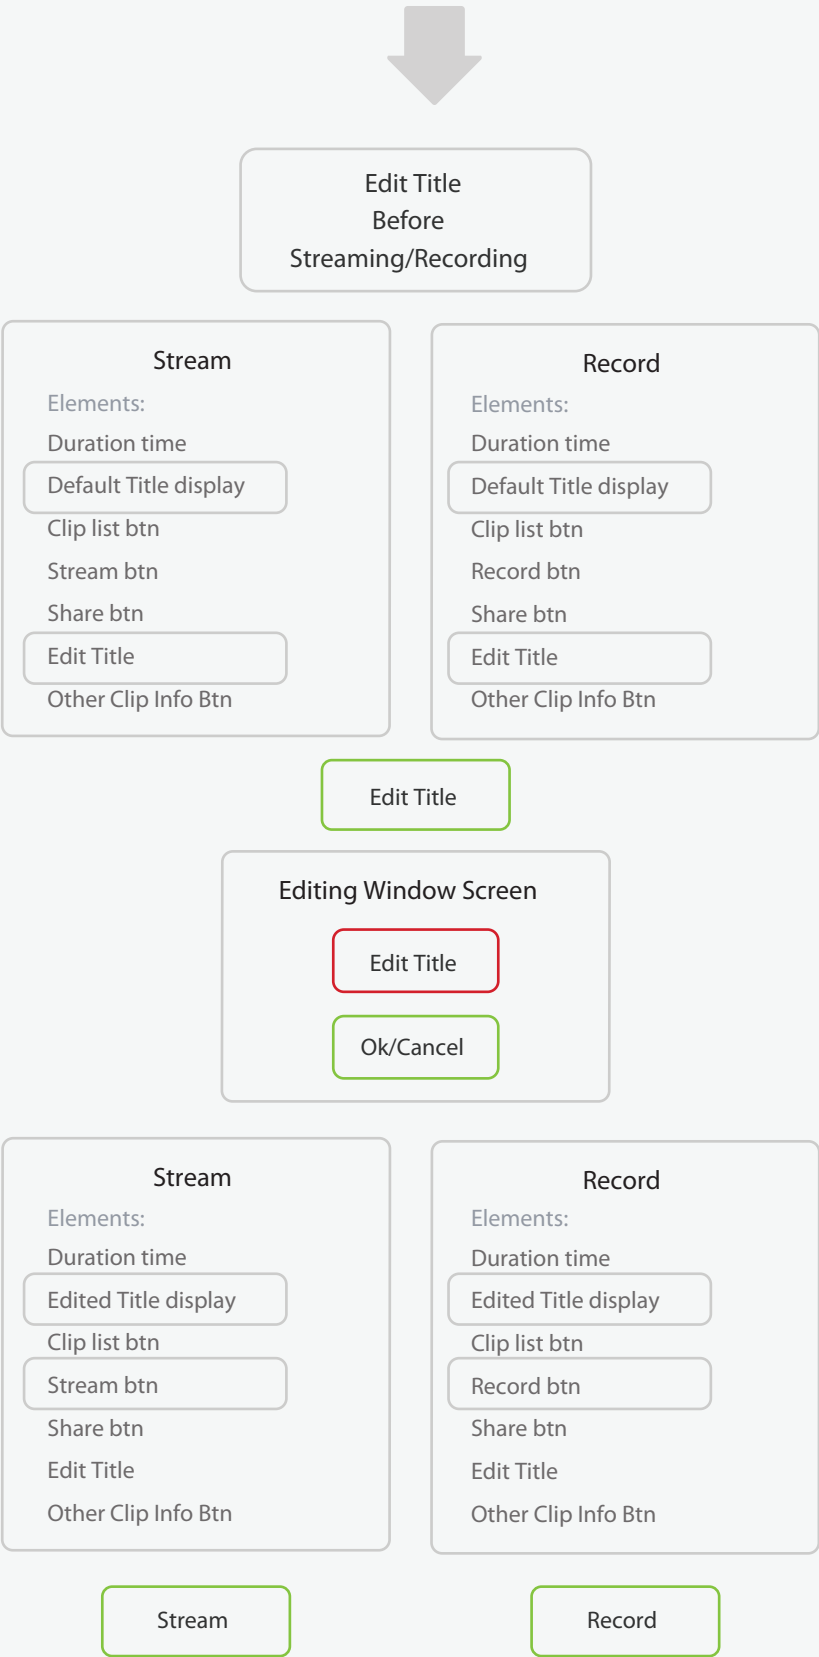 Edit Title
Before
Streaming/Recording
Stream
Elements:
Duration time
Default Title display
Clip list btn
Stream btn
Share btn
Edit Title
Other Clip Info Btn
Record
Elements:
Duration time
Default Title display
Clip list btn
Record btn
Share btn
Edit Title
Other Clip Info Btn
Edit Title
Editing Window Screen
Edit Title
Ok/Cancel
Stream
Elements:
Duration time
Edited Title display
Clip list btn
Stream btn
Share btn
Edit Title
Other Clip Info Btn
Record
Elements:
Duration time
Edited Title display
Clip list btn
Record btn
Share btn
Edit Title
Other Clip Info Btn
Stream
Record